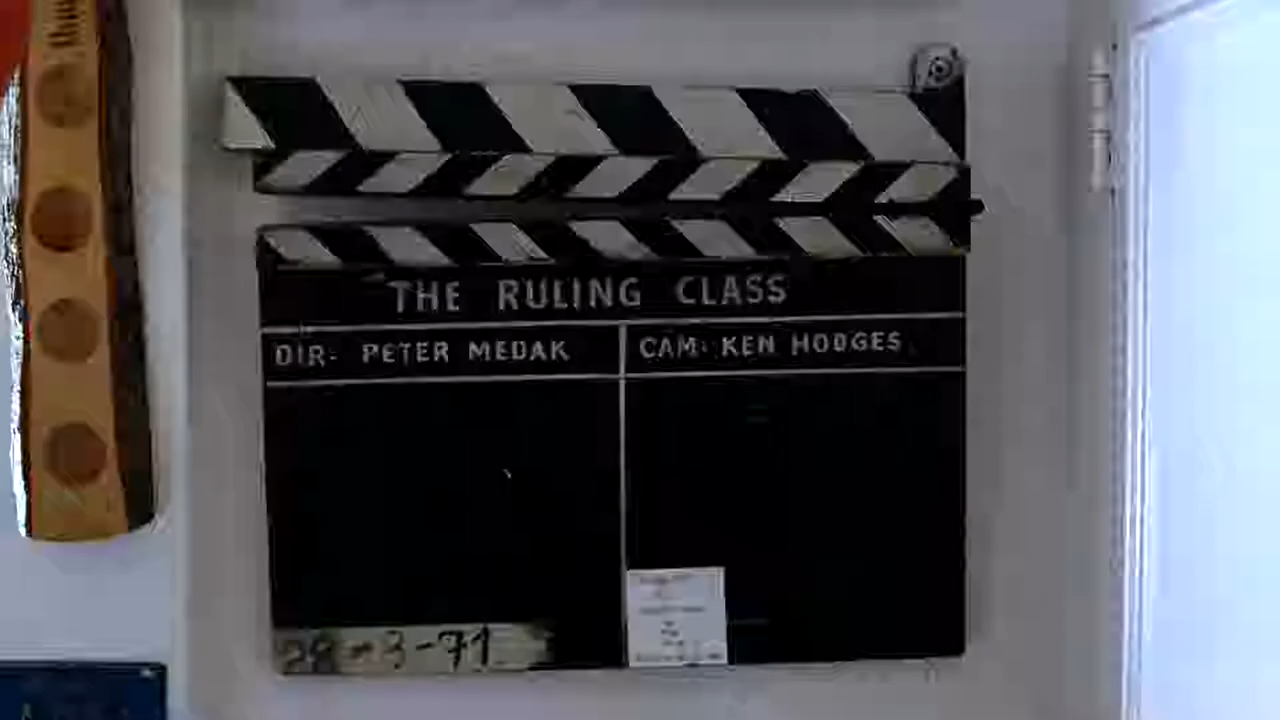 THE RULING CLASS
DIR- PETER MEDAK
CAM: KEN HODGES
28-3-71